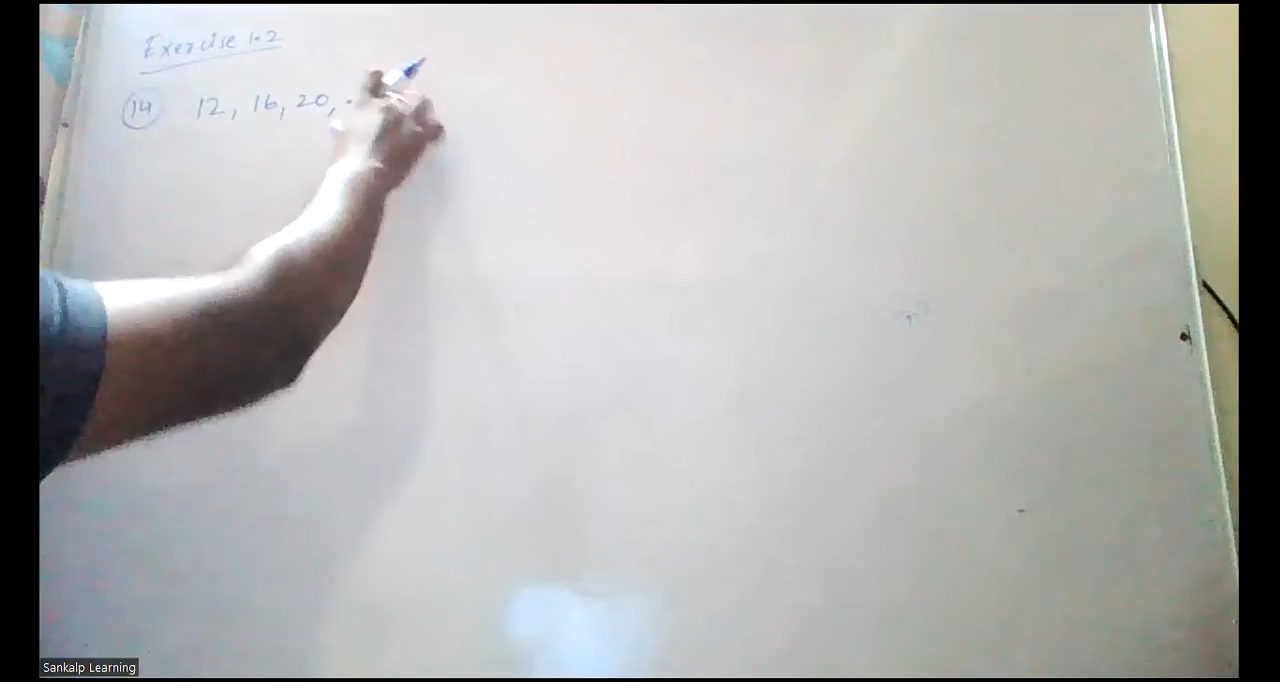 Exercise 1.2
14 12, 16, 20, .
Sankalp Learning